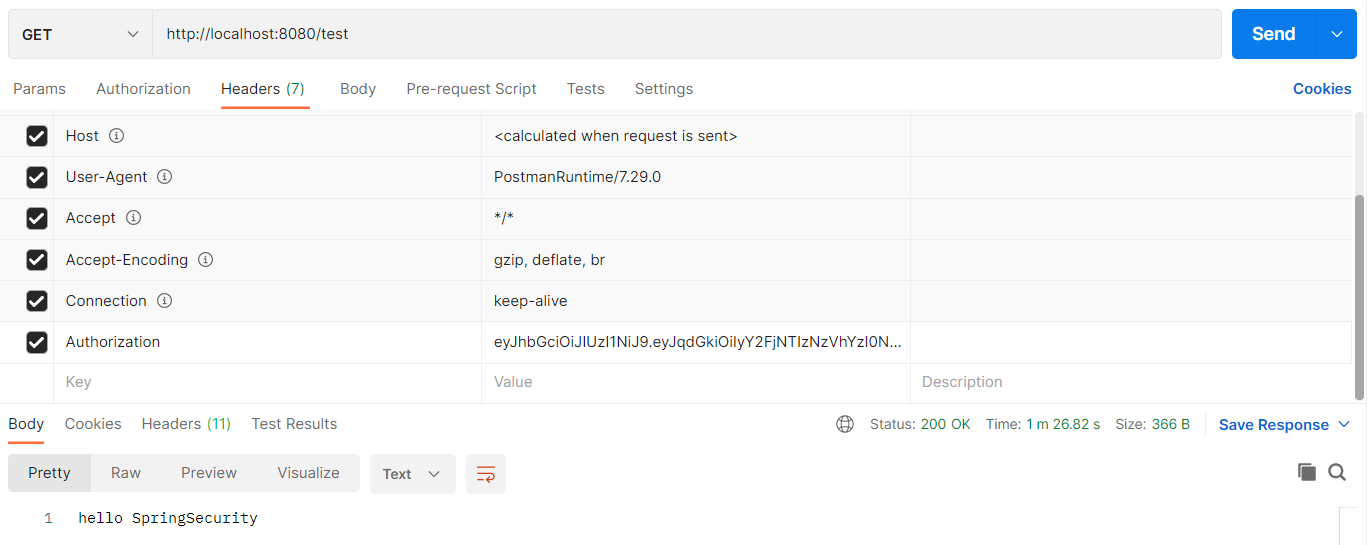 GET http://localhost:8080/test Send
Params Authorization Headers (7) Body Pre-request Script Tests Settings Cookies
Host <calculated when request is sent>
User-Agent PostmanRuntime/7.29.0
Accept */*
Accept-Encoding gzip, deflate, br
Connection keep-alive
Authorization eyJhbGciOiJIUzI1NiJ9.eyJqdGkiOiIyY2FjNTIzNzVhYzI0N...
Key Value Description
Body Cookies Headers (11) Test Results Status: 200 OK Time: 1 m 26.82 s Size: 366 B Save Response
Pretty Raw Preview Visualize Text
1 hello SpringSecurity